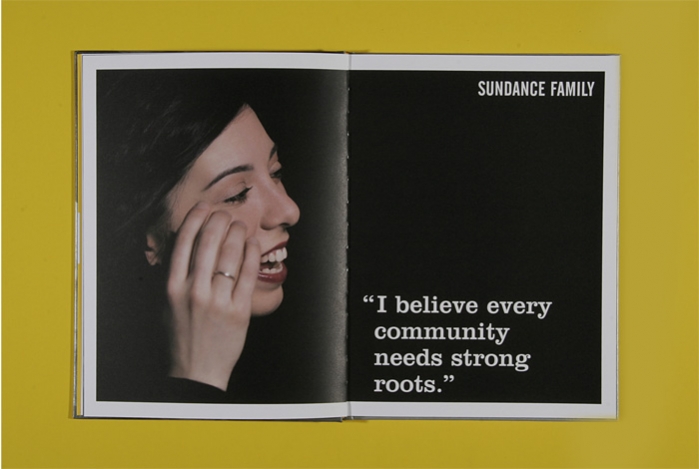 SUNDANCE FAMILY
“I believe every
community
needs strong
roots.”